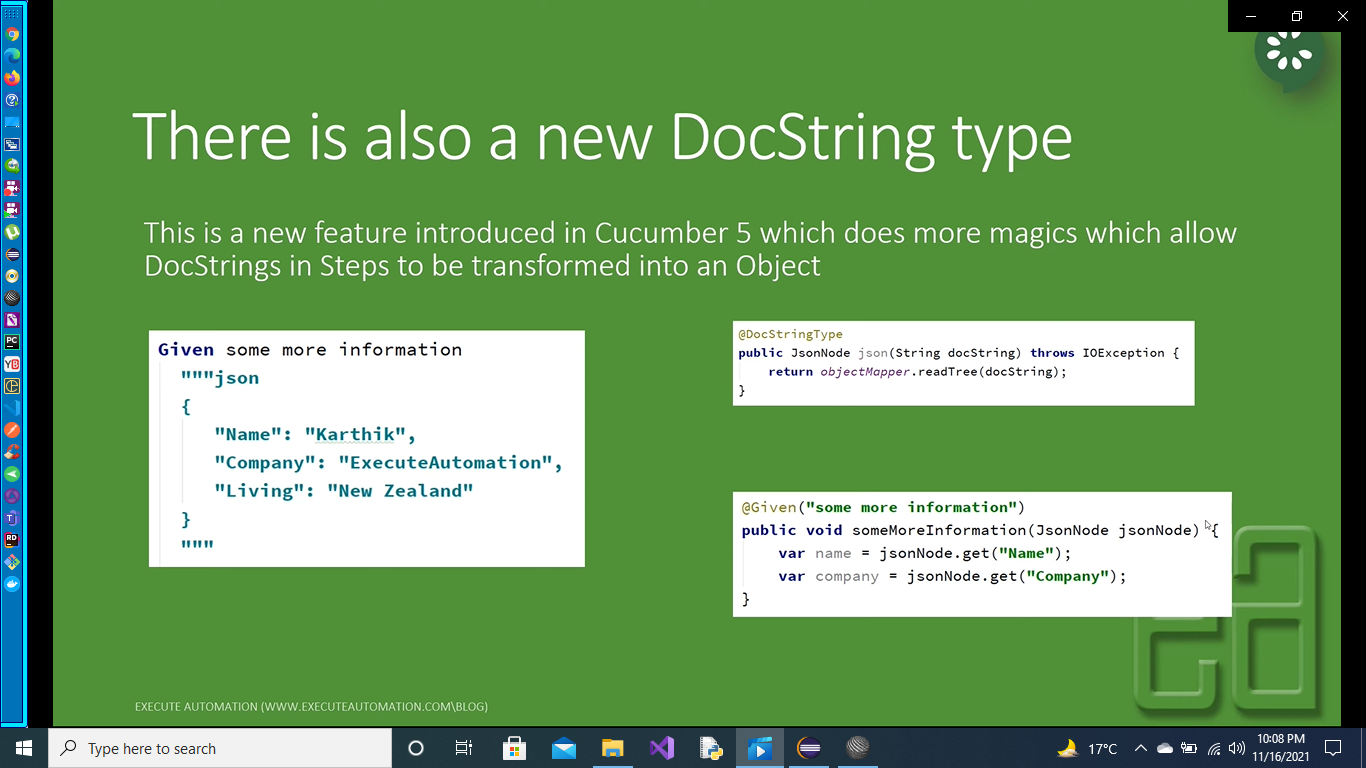 There is also a new DocString type
This is a new feature introduced in Cucumber 5 which does more magics which allow
DocStrings in Steps to be transformed into an Object
Given some more information
"""json
{
"Name": "Karthik",
"Company": "ExecuteAutomation",
"Living": "New Zealand"
}
"""
@DocStringType
public JsonNode json(String docString) throws IOException {
return objectMapper.readTree(docString);
}
@Given("some more information")
public void someMoreInformation(JsonNode jsonNode) {
var name = jsonNode.get("Name");
var company = jsonNode.get("Company");
}
ea
EXECUTE AUTOMATION (WWW.EXECUTEAUTOMATION.COM\BLOG)
PC
YB
RD
Type here to search
17°C
10:08 PM
11/16/2021